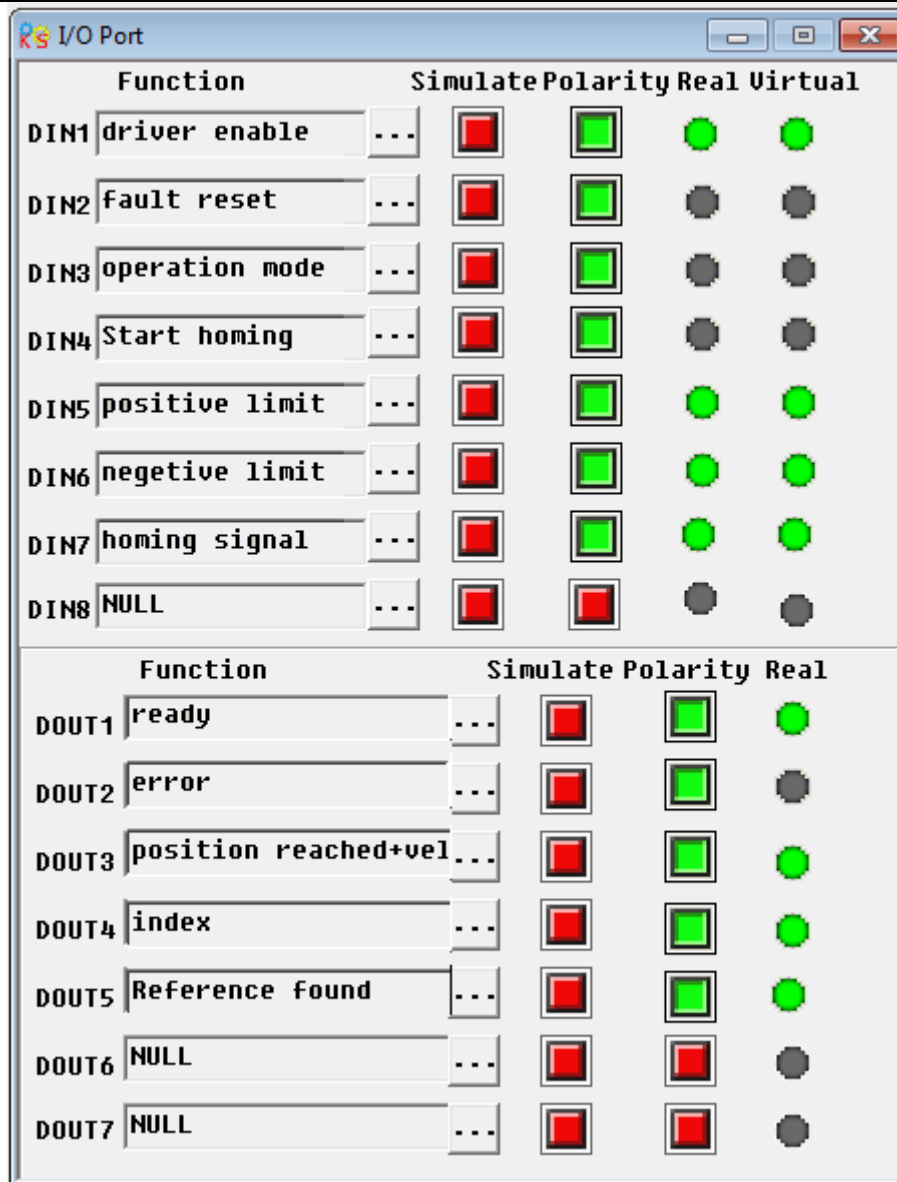 I/O Port
Function Simulate Polarity Real Virtual
DIN1 driver enable ...
DIN2 fault reset ...
DIN3 operation mode ...
DIN4 Start homing ...
DIN5 positive limit ...
DIN6 negetive limit ...
DIN7 homing signal ...
DIN8 NULL ...
Function Simulate Polarity Real
DOUT1 ready ...
DOUT2 error ...
DOUT3 position reached+vel ...
DOUT4 index ...
DOUT5 Reference found ...
DOUT6 NULL ...
DOUT7 NULL ...